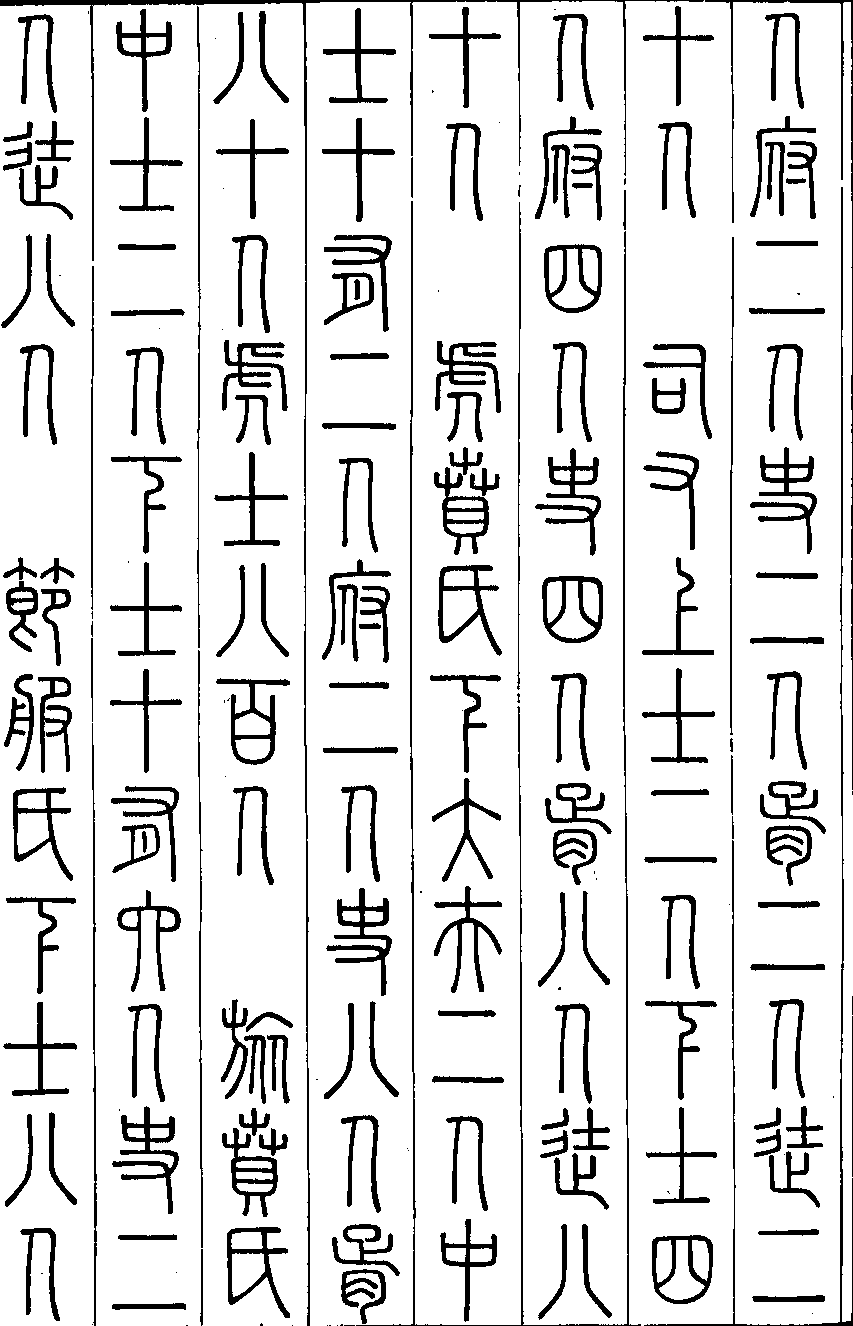 人府二人史二人胥二人徒二
十人 司又上士二人下士四
人府四人史四人胥八人徒八
十人 虎賁氏下大夫二人中
士十有二人府二人史八人胥
八十人虎士八百人 旅賁氏
中士二人下士十有六人史二
人徒八人 節服氏下士八人